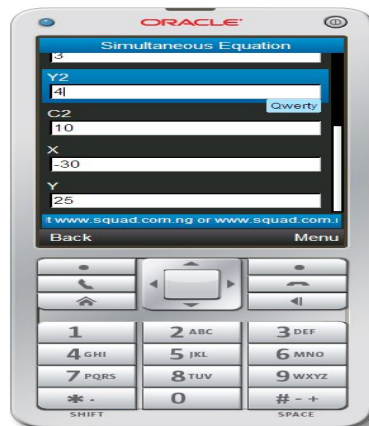 ORACLE
Simultaneous Equation
3
Y2
4
Qwerty
C2
10
X
-30
Y
25
t www.squad.com.ng or www.squad.com.
Back Menu
1 2 ABC 3 DEF
4 GHI 5 JKL 6 MNO
7 PQRS 8 TUV 9 WXYZ
* . 0 # - +
SHIFT SPACE